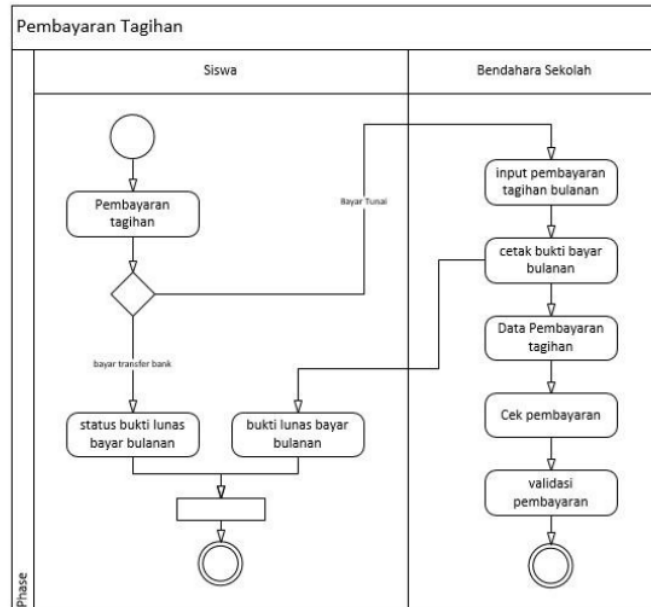 Pembayaran Tagihan
Siswa
Bendahara Sekolah
Phase
Pembayaran
tagihan
Bayar Tunai
bayar transfer bank
status bukti lunas
bayar bulanan
bukti lunas bayar
bulanan
input pembayaran
tagihan bulanan
cetak bukti bayar
bulanan
Data Pembayaran
tagihan
Cek pembayaran
validasi
pembayaran